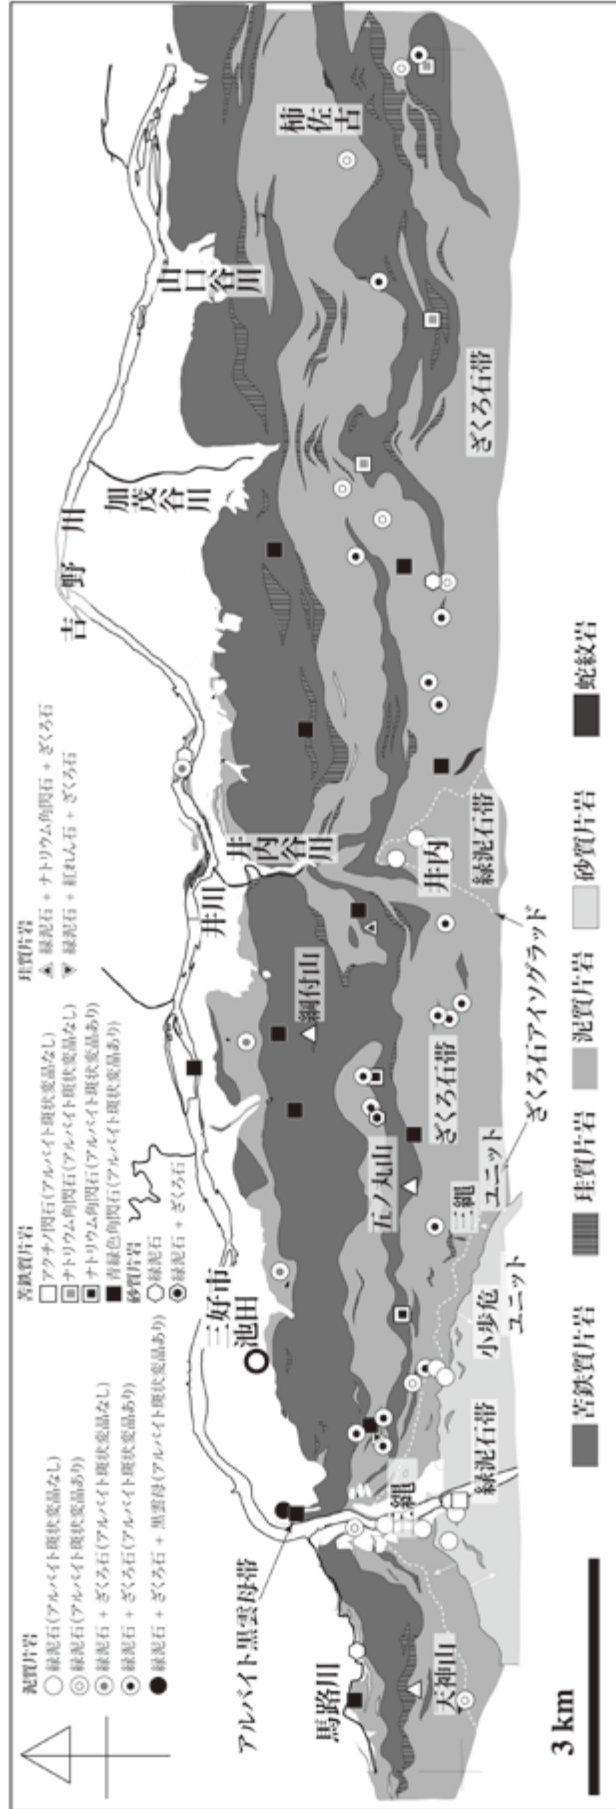 泥質片岩
緑泥石(アルバイト斑状変晶なし)
緑泥石(アルバイト斑状変晶あり)
緑泥石 + ざくろ石(アルバイト斑状変晶なし)
緑泥石 + ざくろ石(アルバイト斑状変晶あり)
緑泥石 + ざくろ石 + 黒雲母(アルバイト斑状変晶あり)
苦鉄質片岩
アクチノ閃石(アルバイト斑状変晶なし)
ナトリウム角閃石(アルバイト斑状変晶なし)
ナトリウム角閃石(アルバイト斑状変晶あり)
青緑色角閃石(アルバイト斑状変晶あり)
砂質片岩
緑泥石
緑泥石 + ざくろ石
珪質片岩
緑泥石 + ナトリウム角閃石 + ざくろ石
緑泥石 + 紅れん石 + ざくろ石
吉野川
加茂谷川
山口谷川
柿佐古
井川
井内谷川
三好市
池田
綱付山
アルバイト黒雲母帯
馬路川
天神山
三縄
緑泥石帯
小歩危
ユニット
三縄
ユニット
ざくろ石アイソグラッド
ざくろ石帯
井内
緑泥石帯
ざくろ石帯
3 km
苦鉄質片岩
珪質片岩
泥質片岩
砂質片岩
蛇紋岩